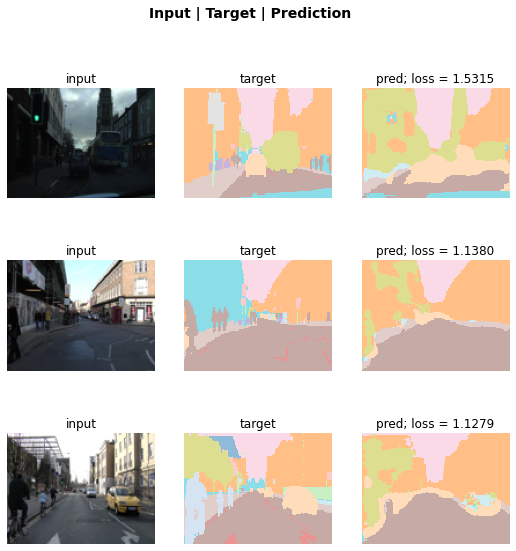 Input | Target | Prediction
input
target
pred; loss = 1.5315
input
target
pred; loss = 1.1380
input
target
pred; loss = 1.1279